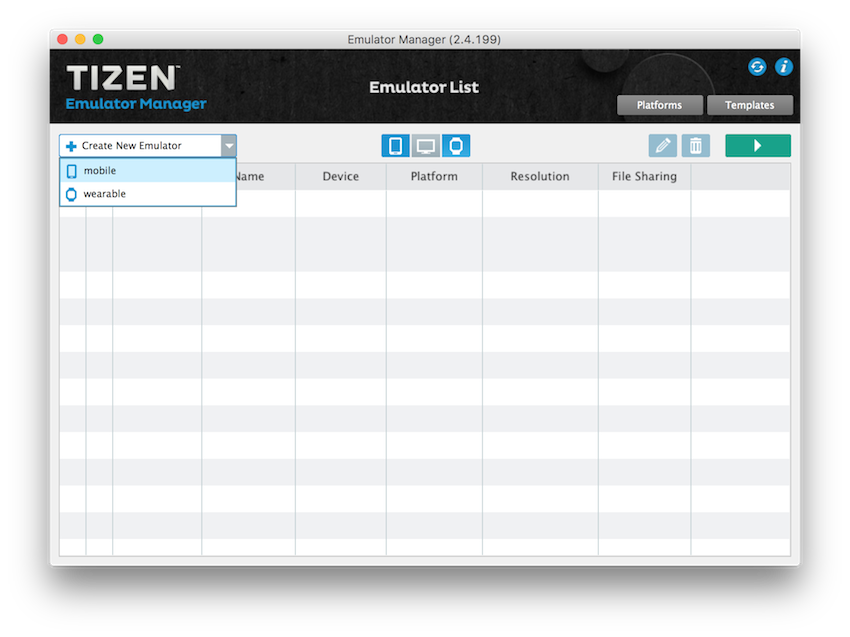 Emulator Manager (2.4.199)
TIZEN™
Emulator Manager
Emulator List
Platforms
Templates
Create New Emulator
mobile
wearable
Name
Device
Platform
Resolution
File Sharing